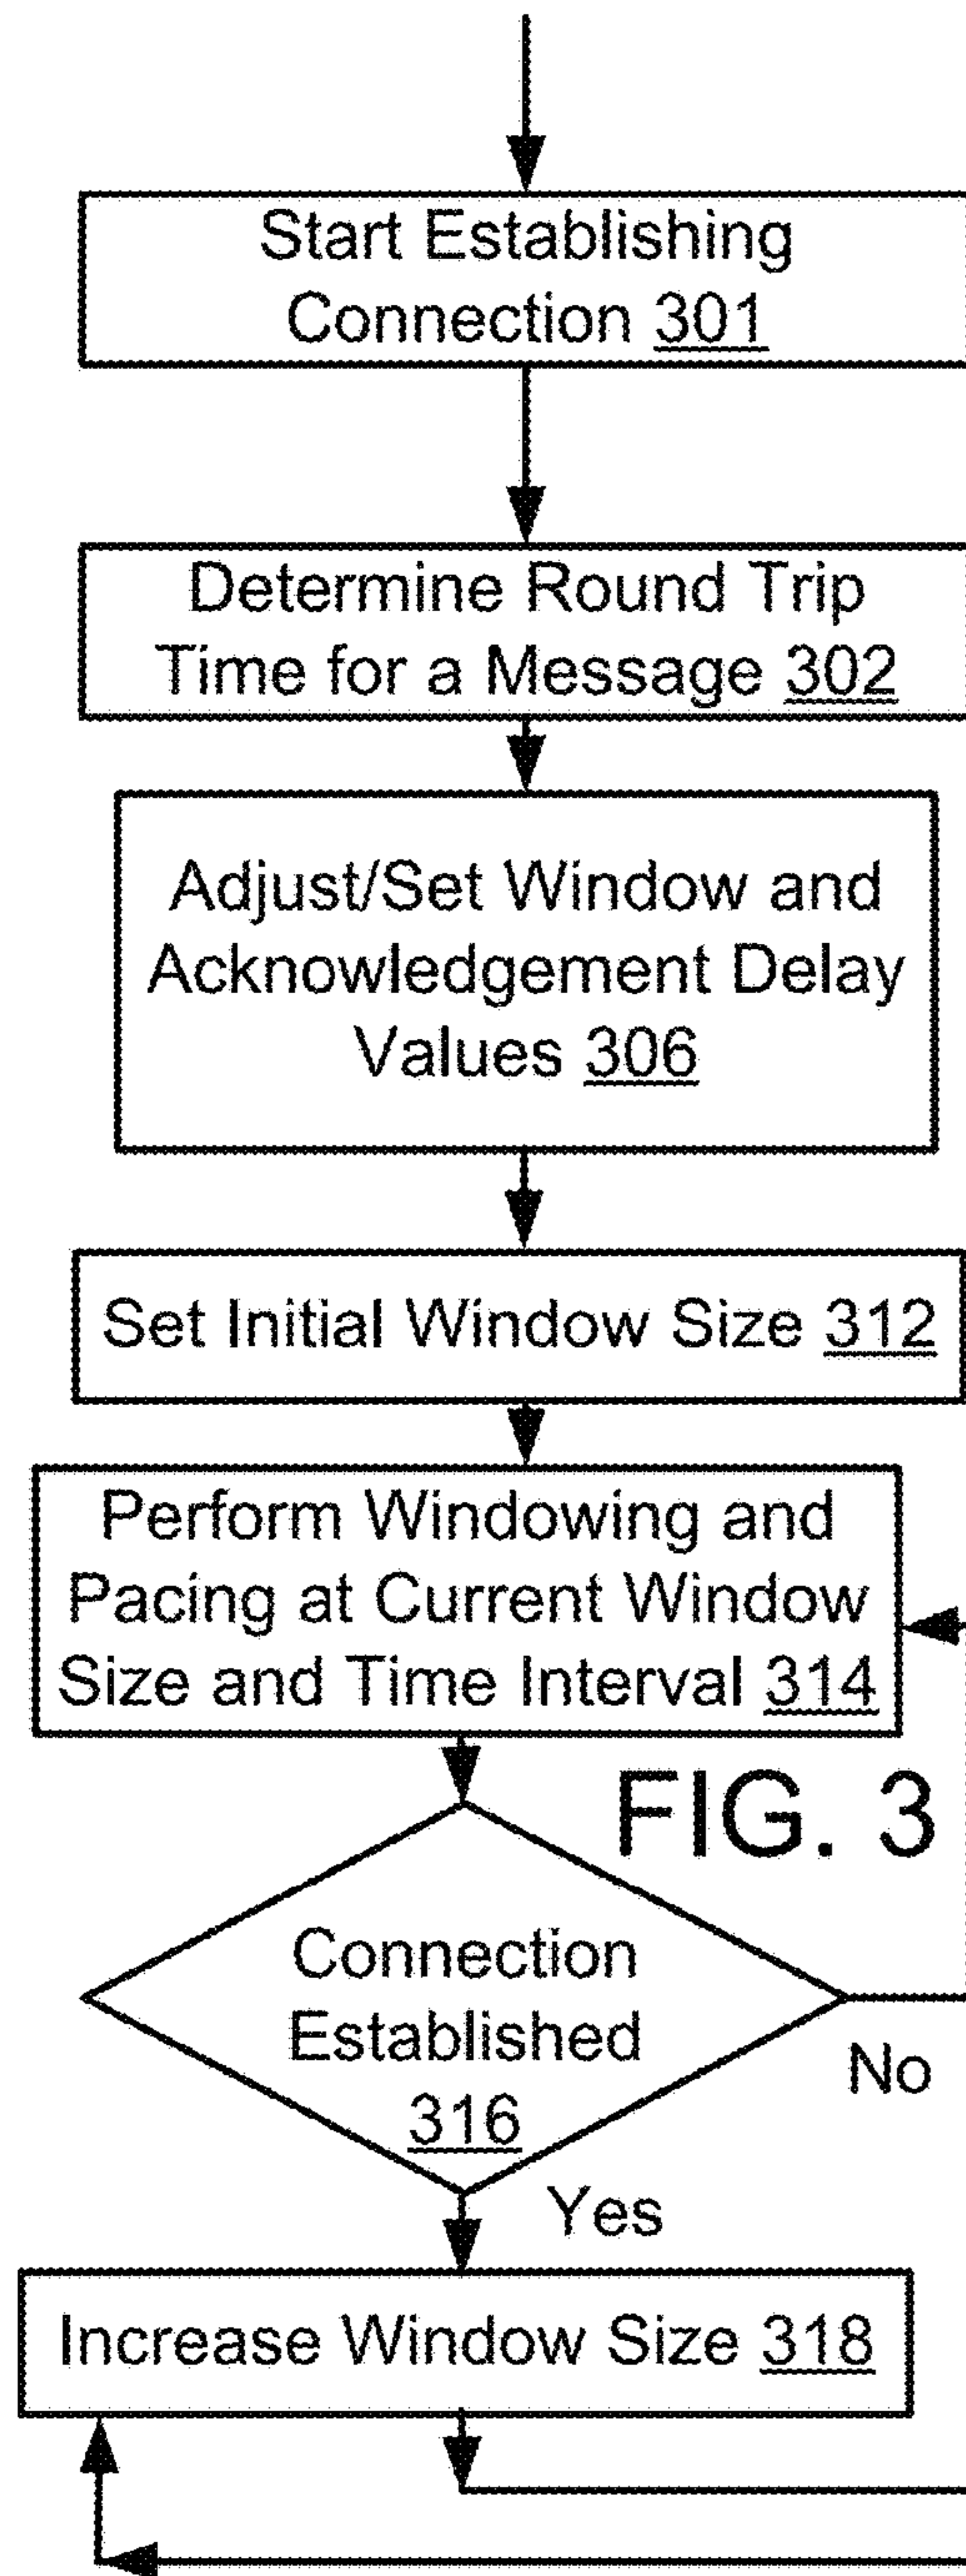 Start Establishing
Connection 301
Determine Round Trip
Time for a Message 302
Adjust/Set Window and
Acknowledgement Delay
Values 306
Set Initial Window Size 312
Perform Windowing and
Pacing at Current Window
Size and Time Interval 314
FIG. 3
Connection
Established
316
No
Yes
Increase Window Size 318